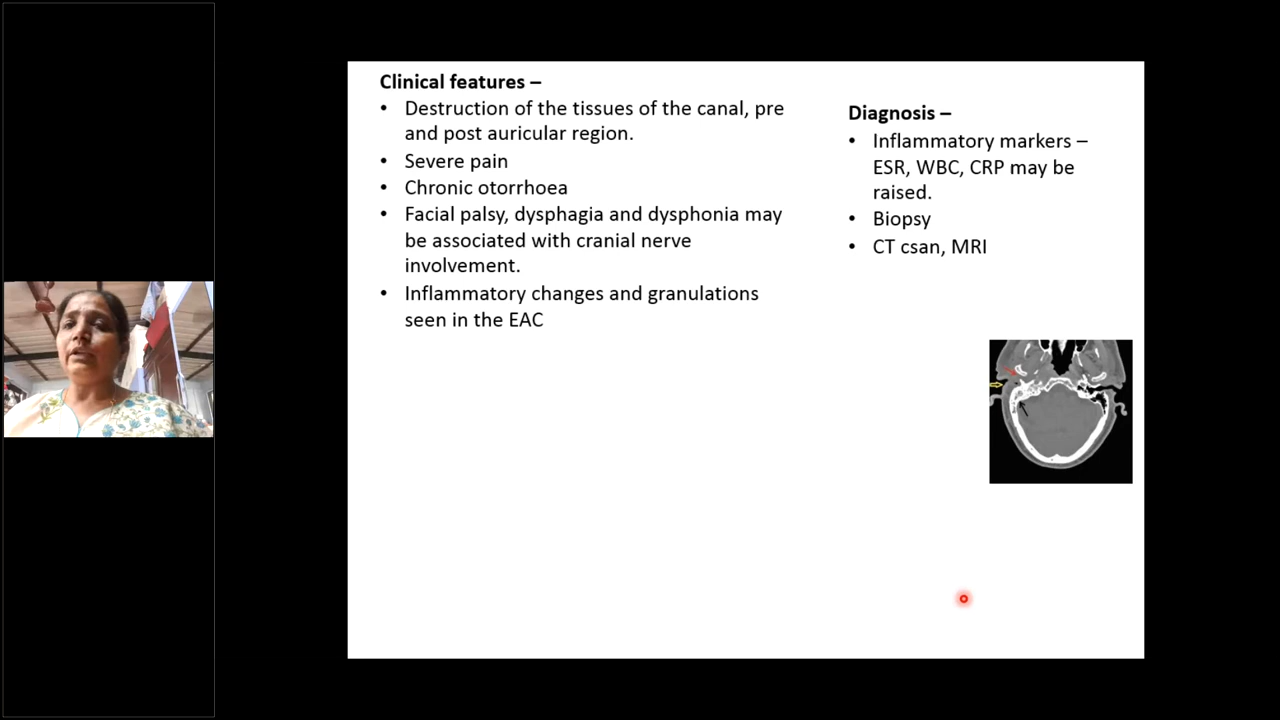 Clinical features –
• Destruction of the tissues of the canal, pre
and post auricular region.
• Severe pain
• Chronic otorrhoea
• Facial palsy, dysphagia and dysphonia may
be associated with cranial nerve
involvement.
• Inflammatory changes and granulations
seen in the EAC
Diagnosis –
• Inflammatory markers –
ESR, WBC, CRP may be
raised.
• Biopsy
• CT csan, MRI